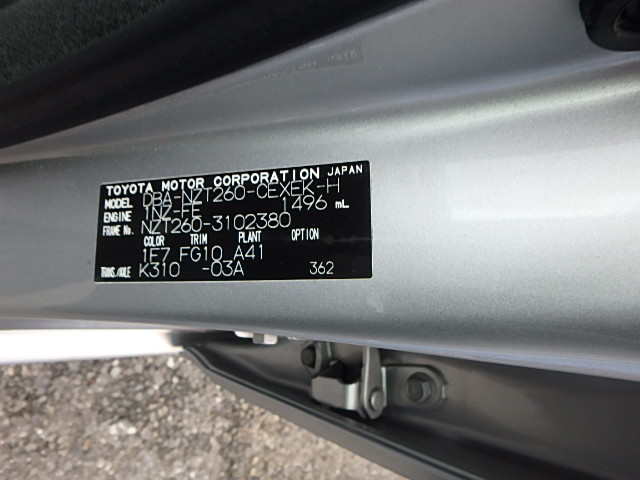 TOYOTA MOTOR CORPORATION JAPAN
MODEL DBA-NZT260-CEXEK-H
ENGINE 1NZ-FE 1496 mL
FRAME No. NZT260-3102380
COLOR TRIM PLANT OPTION
1E7 FG10 A41
TRANS./AXLE K310 -03A 362